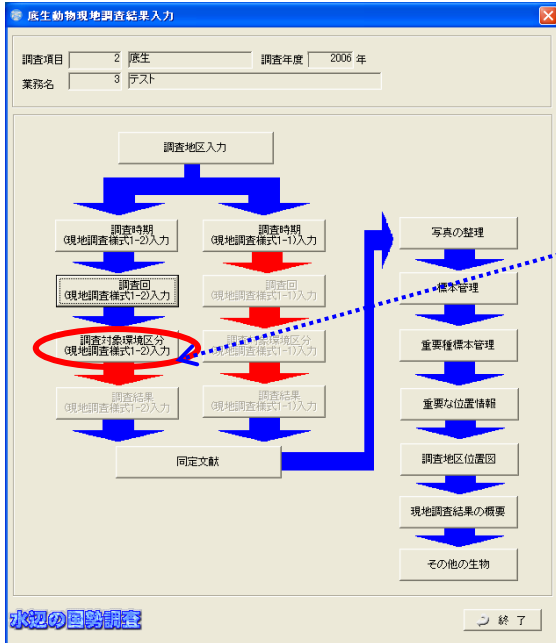 底生動物現地調査結果入力
調査項目 2 底生 調査年度 2006 年
業務名 3 テスト
調査地区入力
調査時期
(現地調査様式1-2)入力
調査回
(現地調査様式1-2)入力
調査対象環境区分
(現地調査様式1-2)入力
調査結果
(現地調査様式1-2)入力
調査時期
(現地調査様式1-1)入力
調査回
(現地調査様式1-1)入力
調査対象環境区分
(現地調査様式1-1)入力
調査結果
(現地調査様式1-1)入力
同定文献
写真の整理
標本管理
重要種標本管理
重要な位置情報
調査地区位置図
現地調査結果の概要
その他の生物
水辺の国勢調査
終 了